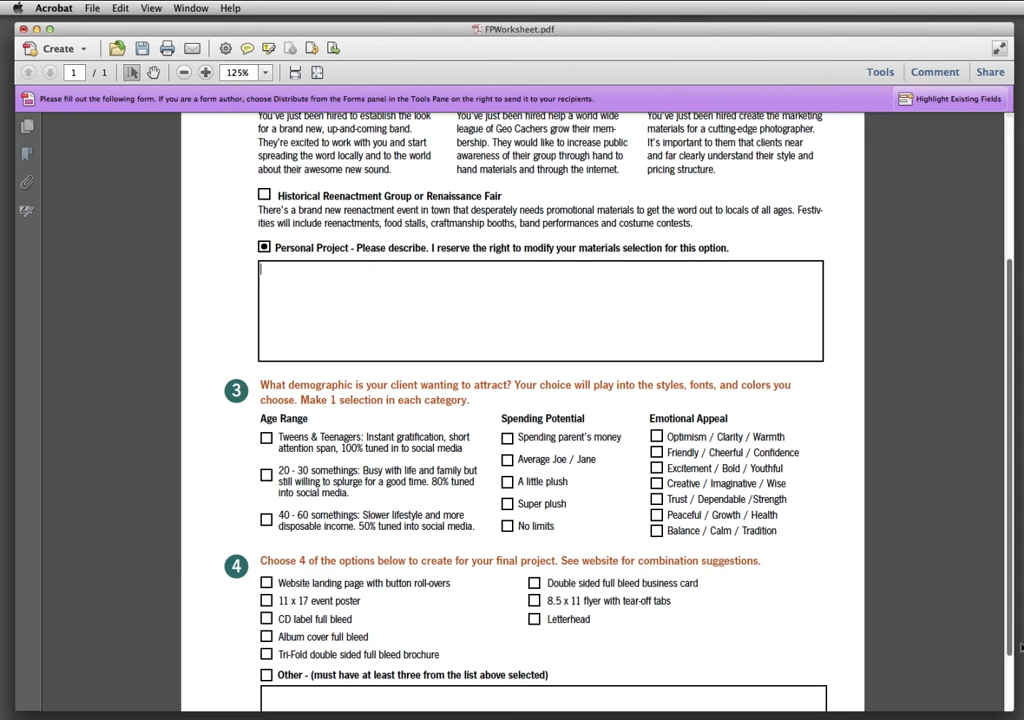 Acrobat File Edit View Window Help
FPWorksheet.pdf
Create
1 / 1 125% Tools Comment Share
Please fill out the following form. If you are a form author, choose Distribute from the Forms panel in the Tools Pane on the right to send it to your recipients. Highlight Existing Fields
You've just been hired to establish the look
for a brand new, up-and-coming band.
They're excited to work with you and start
spreading the word locally and to the world
about their awesome new sound.
You've just been hired help a world wide
league of Geo Cachers grow their mem-
bership. They would like to increase public
awareness of their group through hand to
hand materials and through the internet.
You've just been hired create the marketing
materials for a cutting-edge photographer.
It's important to them that clients near
and far clearly understand their style and
pricing structure.
Historical Reenactment Group or Renaissance Fair
There's a brand new reenactment event in town that desperately needs promotional materials to get the word out to locals of all ages. Festiv-
ities will include reenactments, food stalls, craftmanship booths, band performances and costume contests.
Personal Project - Please describe. I reserve the right to modify your materials selection for this option.
3
What demographic is your client wanting to attract? Your choice will play into the styles, fonts, and colors you
choose. Make 1 selection in each category.
Age Range
Tweens & Teenagers: Instant gratification, short
attention span, 100% tuned in to social media
20 - 30 somethings: Busy with life and family but
still willing to splurge for a good time. 80% tuned
into social media.
40 - 60 somethings: Slower lifestyle and more
disposable income. 50% tuned into social media.
Spending Potential
Spending parent's money
Average Joe / Jane
A little plush
Super plush
No limits
Emotional Appeal
Optimism / Clarity / Warmth
Friendly / Cheerful / Confidence
Excitement / Bold / Youthful
Creative / Imaginative / Wise
Trust / Dependable /Strength
Peaceful / Growth / Health
Balance / Calm / Tradition
4
Choose 4 of the options below to create for your final project. See website for combination suggestions.
Website landing page with button roll-overs
11 x 17 event poster
CD label full bleed
Album cover full bleed
Tri-Fold double sided full bleed brochure
Double sided full bleed business card
8.5 x 11 flyer with tear-off tabs
Letterhead
Other - (must have at least three from the list above selected)